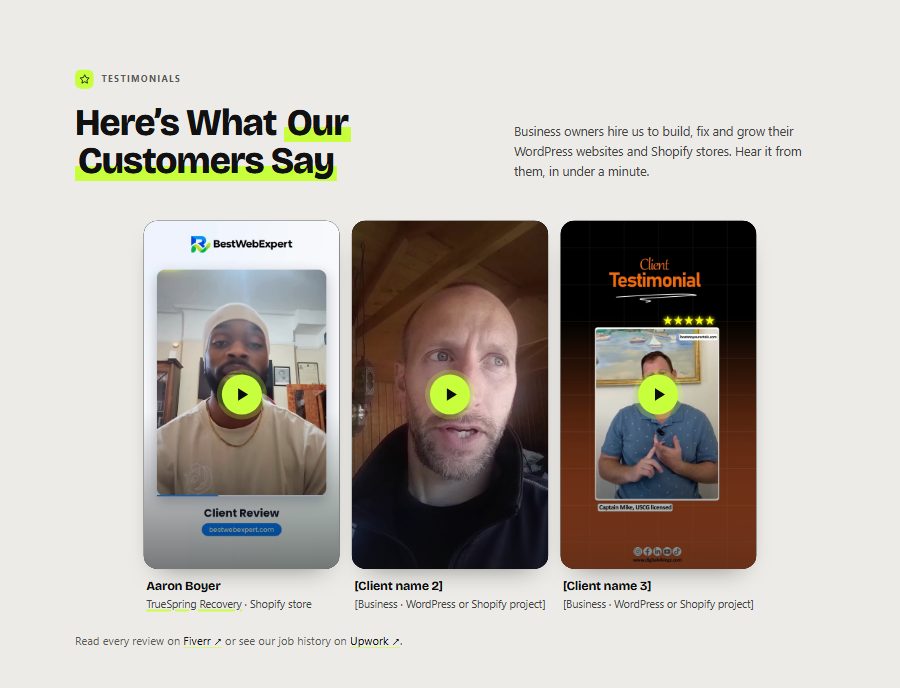 TESTIMONIALS
Here's What Our
Customers Say
Business owners hire us to build, fix and grow their
WordPress websites and Shopify stores. Hear it from
them, in under a minute.
BestWebExpert
Client Review
bestwebexpert.com
Client
Testimonial
Captain Mike, USCG licensed
Aaron Boyer
TrueSpring Recovery · Shopify store
[Client name 2]
[Business · WordPress or Shopify project]
[Client name 3]
[Business · WordPress or Shopify project]
Read every review on Fiverr ↗ or see our job history on Upwork ↗.